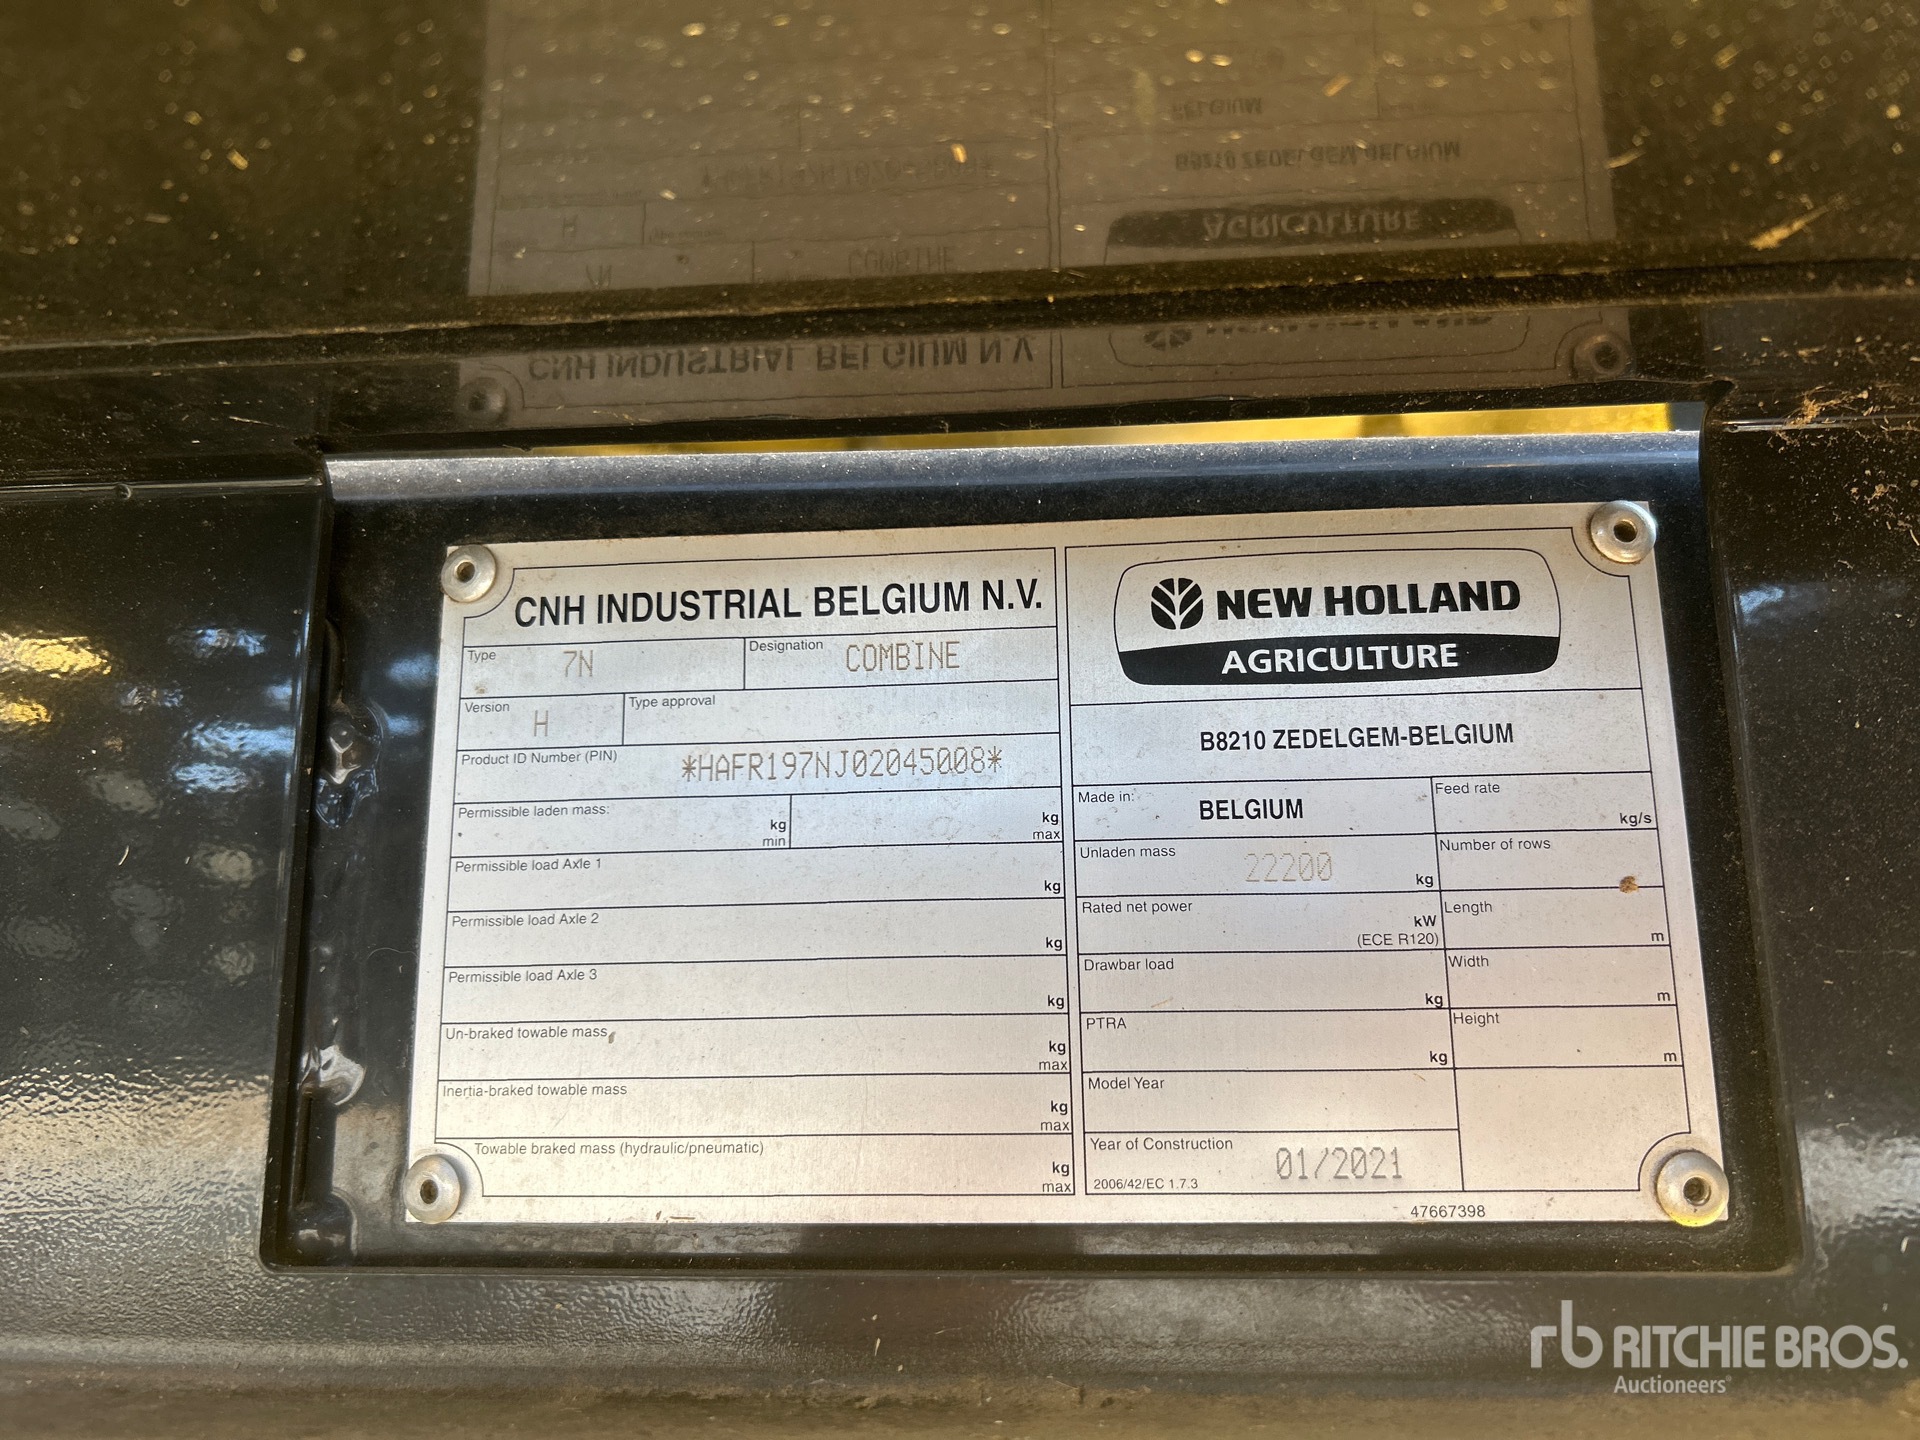 CNH INDUSTRIAL BELGIUM N.V.
Type 7N
Designation COMBINE
Version H
Type approval
Product ID Number (PIN) *HAFR197NJ02045008*
Permissible laden mass: kg min kg max
Permissible load Axle 1 kg
Permissible load Axle 2 kg
Permissible load Axle 3 kg
Un-braked towable mass kg max
Inertia-braked towable mass kg max
Towable braked mass (hydraulic/pneumatic) kg max
NEW HOLLAND
AGRICULTURE
B8210 ZEDELGEM-BELGIUM
Made in: BELGIUM
Feed rate kg/s
Unladen mass 22200 kg
Number of rows
Rated net power kW (ECE R120)
Length m
Drawbar load kg
Width m
PTRA kg
Height m
Model Year
Year of Construction 01/2021
2006/42/EC 1.7.3
47667398
rb RITCHIE BROS.
Auctioneers